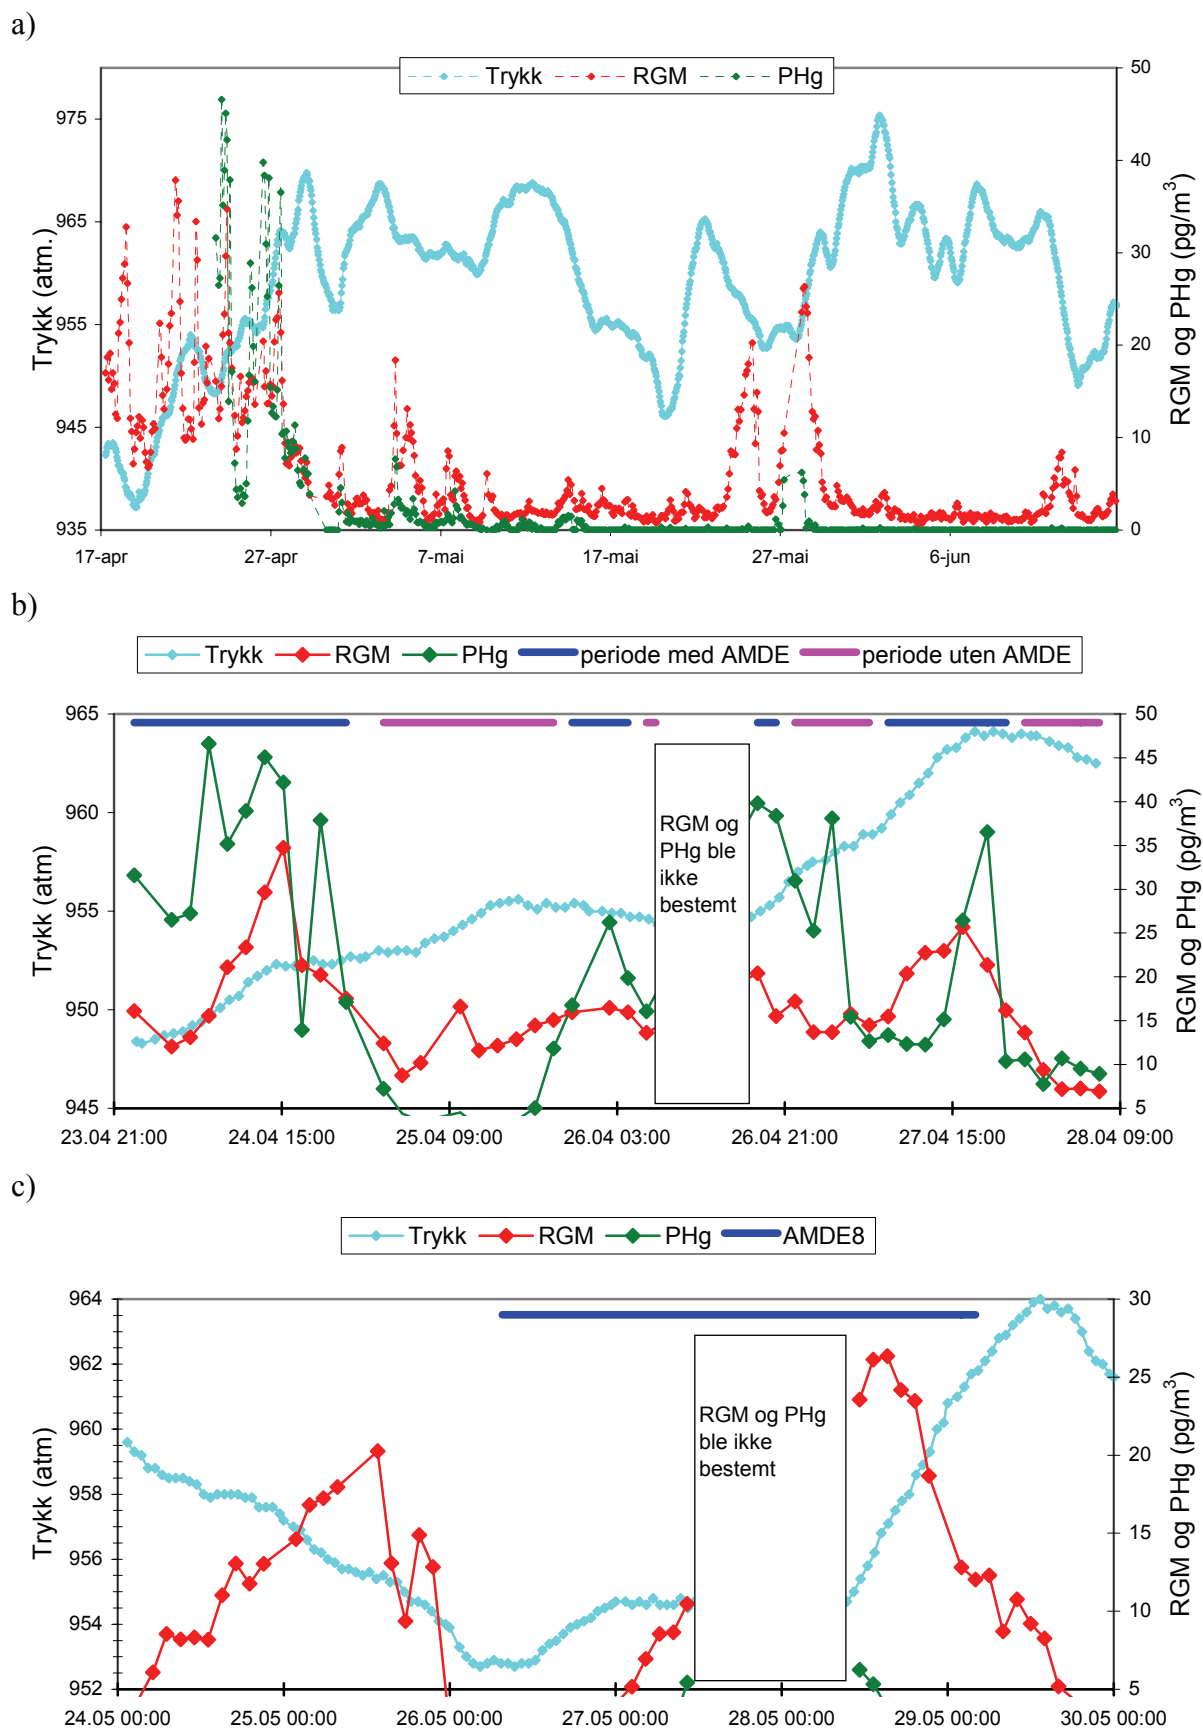 a)
Trykk RGM PHg
975
965
955
945
935
Trykk (atm.)
50
40
30
20
10
0
RGM og PHg (pg/m³)
17-apr 27-apr 7-mai 17-mai 27-mai 6-jun
b)
Trykk RGM PHg periode med AMDE periode uten AMDE
965
960
955
950
945
Trykk (atm)
RGM og
PHg ble
ikke
bestemt
50
45
40
35
30
25
20
15
10
5
RGM og PHg (pg/m³)
23.04 21:00 24.04 15:00 25.04 09:00 26.04 03:00 26.04 21:00 27.04 15:00 28.04 09:00
c)
Trykk RGM PHg AMDE8
964
962
960
958
956
954
952
Trykk (atm)
RGM og PHg
ble ikke
bestemt
30
25
20
15
10
5
RGM og PHg (pg/m³)
24.05 00:00 25.05 00:00 26.05 00:00 27.05 00:00 28.05 00:00 29.05 00:00 30.05 00:00